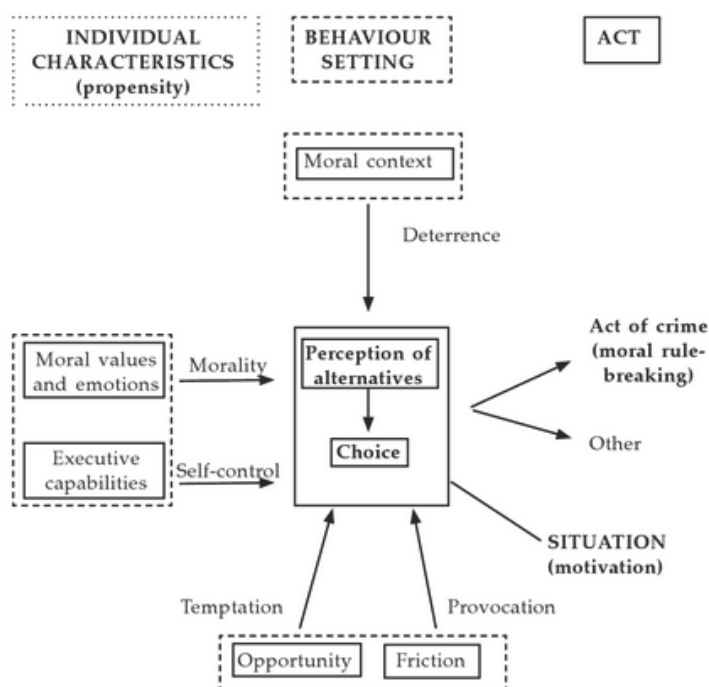 INDIVIDUAL
CHARACTERISTICS
(propensity)
BEHAVIOUR
SETTING
ACT
Moral context
Deterrence
Moral values
and emotions
Morality
Perception of
alternatives
Act of crime
(moral rule-
breaking)
Executive
capabilities
Self-control
Choice
Other
SITUATION
(motivation)
Temptation
Provocation
Opportunity
Friction